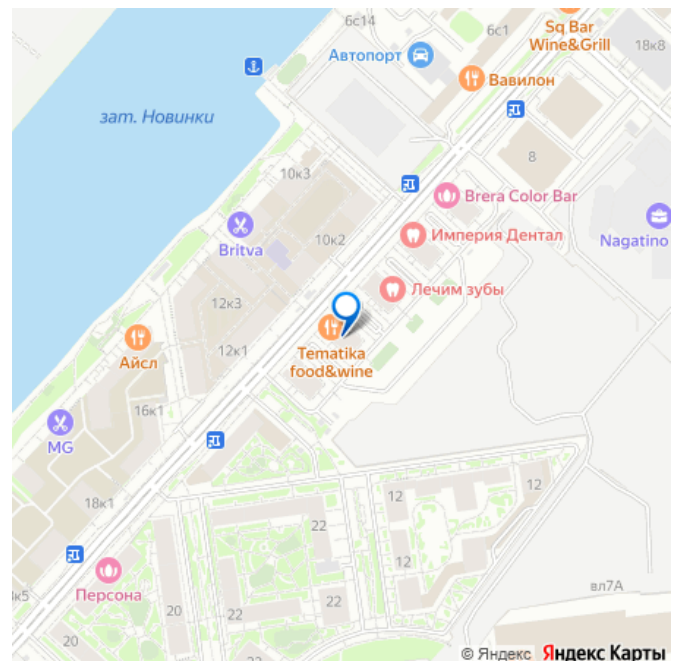 6с14
6с1
Sq Bar
Wine&Grill
18к8
Автопорт
Вавилон
зат. Новинки
8
10к3
Brera Color Bar
Империя Дентал
Nagatino
Britva
10к2
Лечим зубы
12к3
Tematika
food&wine
12к1
Айсл
16к1
MG
18к1
12
12
22
12
вл7А
Персона
к5
20
22
22
20
22
© Яндекс Яндекс Карты